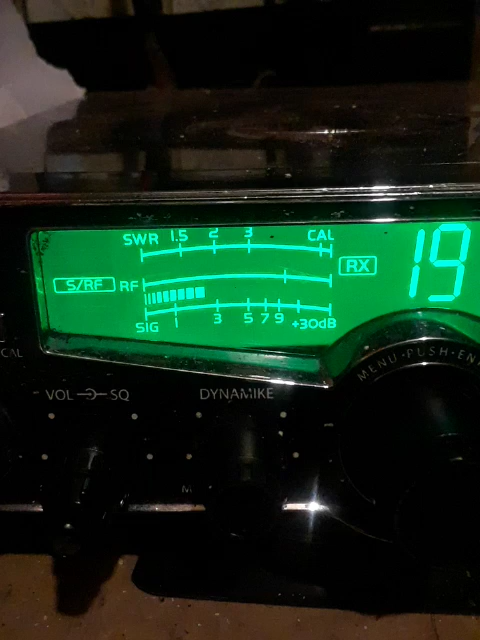 SWR 1.5 2 3 CAL
19
RX
S/RF RF
SIG 1 3 5 7 9 +30dB
CAL
MENU·PUSH·EN
VOL SQ DYNAMIKE
M